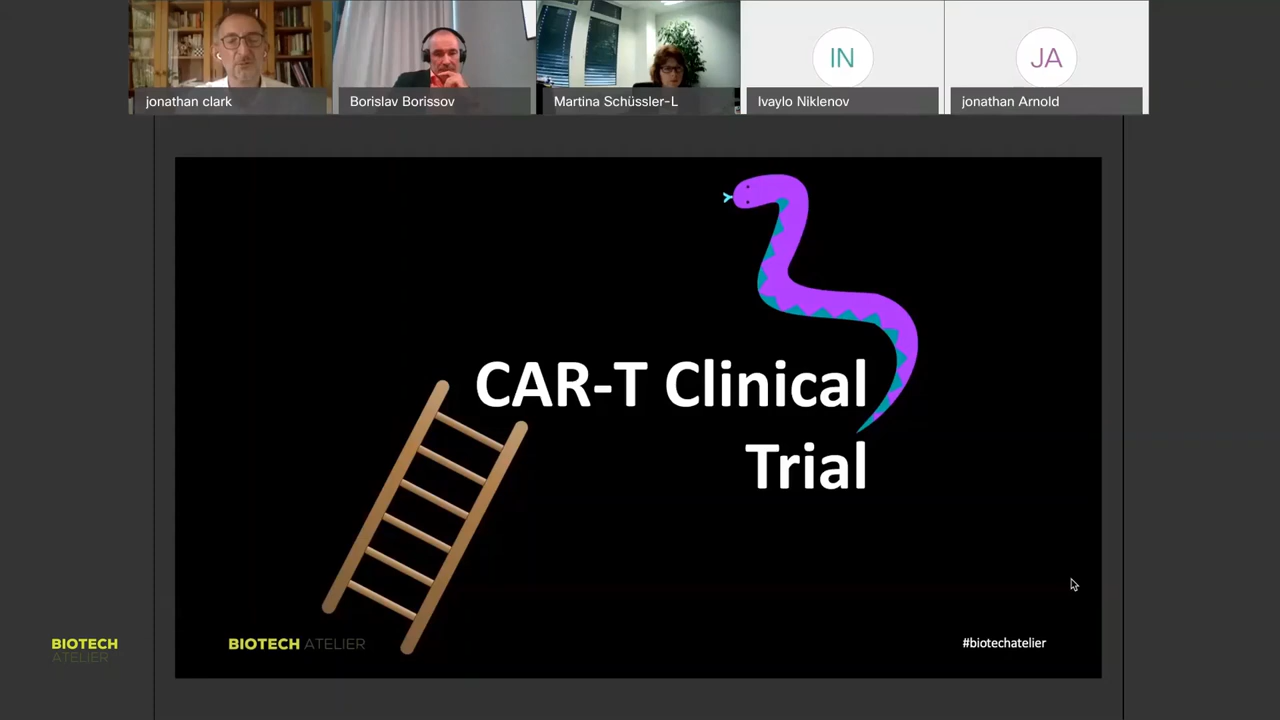 jonathan clark
Borislav Borissov
Martina Schüssler-L
IN
Ivaylo Niklenov
JA
jonathan Arnold
CAR-T Clinical
Trial
BIOTECH
ATELIER
BIOTECH ATELIER
#biotechatelier